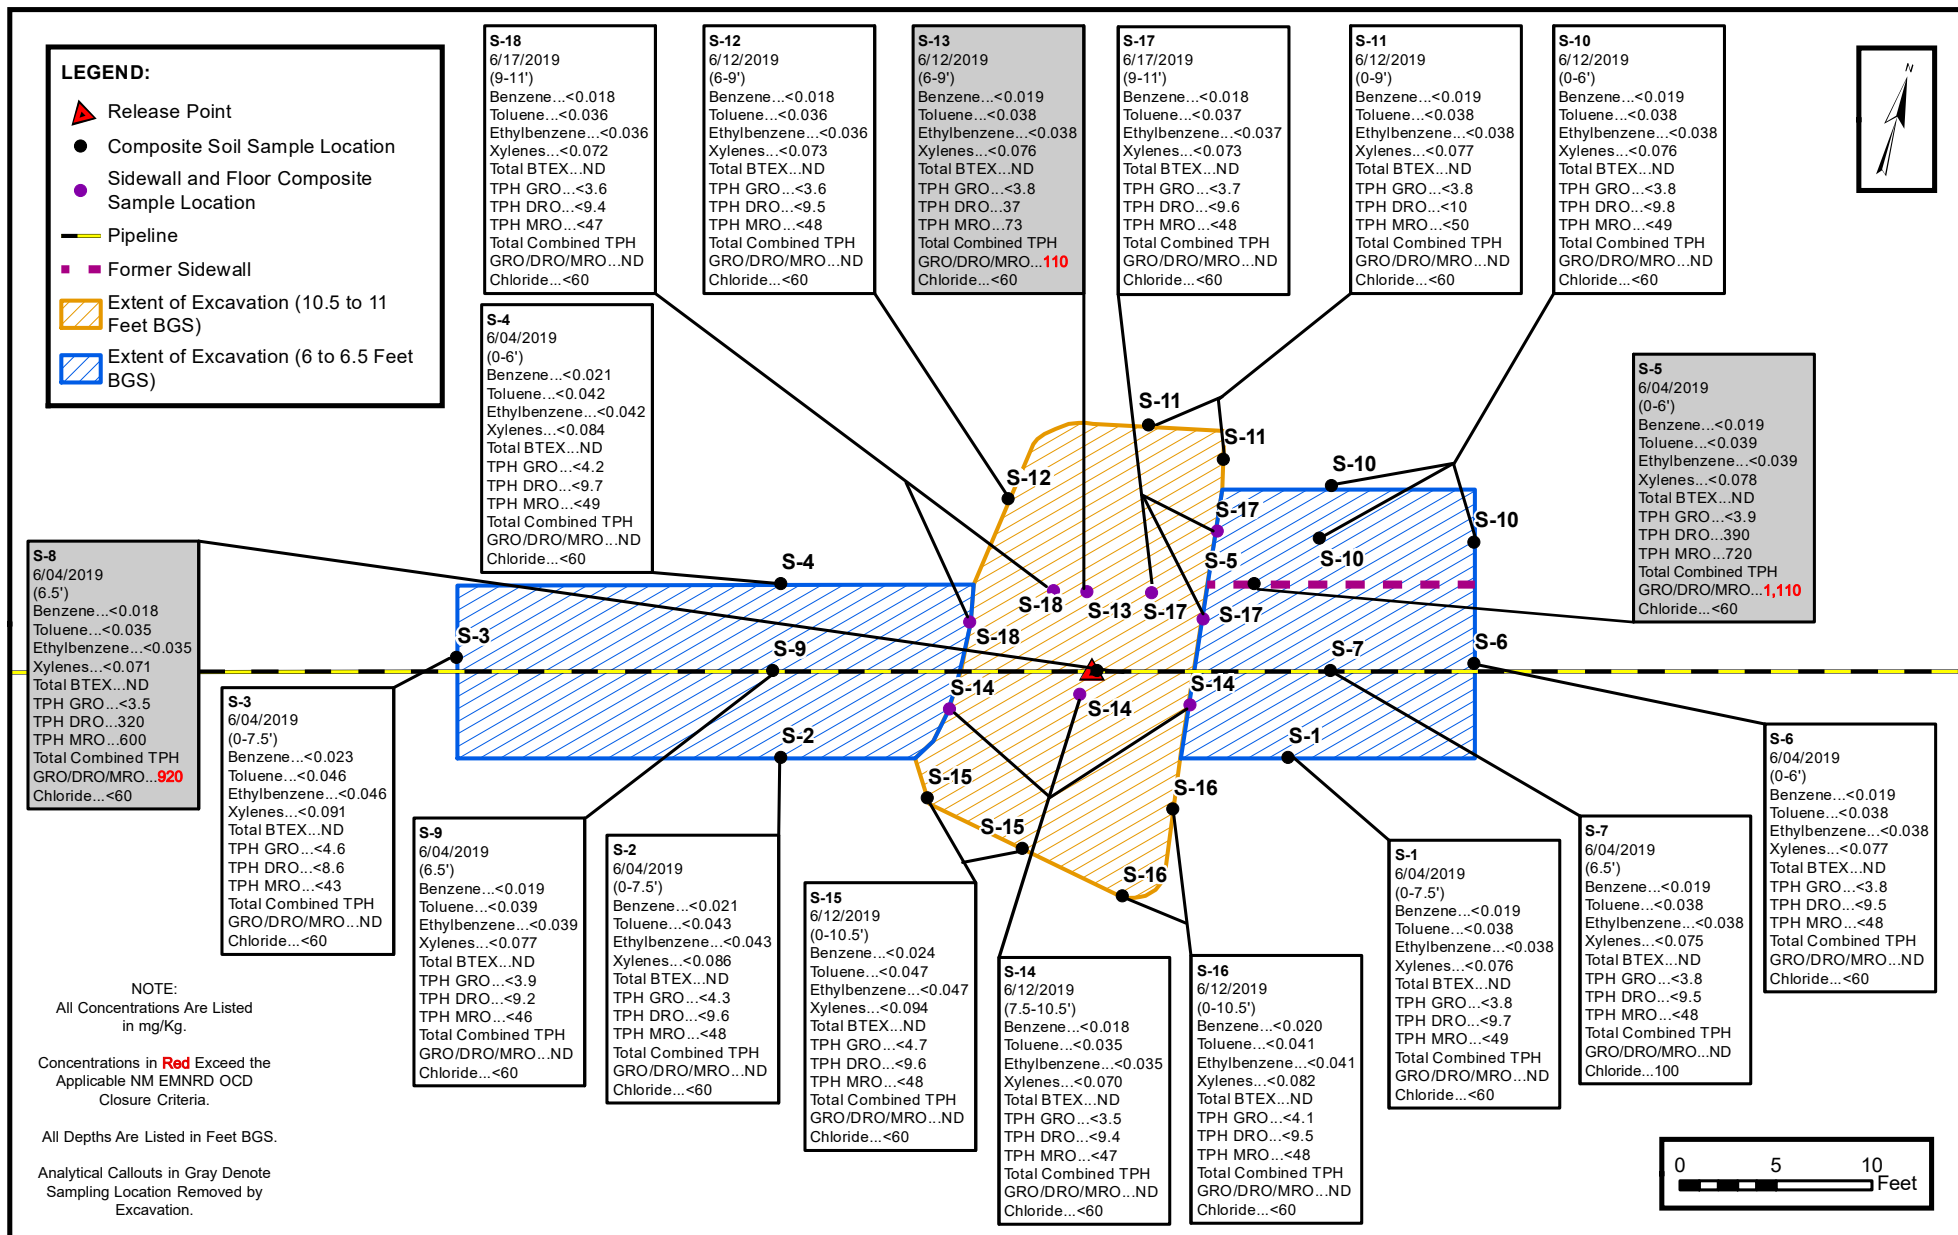 LEGEND:
Release Point
Composite Soil Sample Location
Sidewall and Floor Composite
Sample Location
Pipeline
Former Sidewall
Extent of Excavation (10.5 to 11
Feet BGS)
Extent of Excavation (6 to 6.5 Feet
BGS)
S-18
6/17/2019
(9-11')
Benzene...<0.018
Toluene...<0.036
Ethylbenzene...<0.036
Xylenes...<0.072
Total BTEX...ND
TPH GRO...<3.6
TPH DRO...<9.4
TPH MRO...<47
Total Combined TPH
GRO/DRO/MRO...ND
Chloride...<60
S-12
6/12/2019
(6-9')
Benzene...<0.018
Toluene...<0.036
Ethylbenzene...<0.036
Xylenes...<0.073
Total BTEX...ND
TPH GRO...<3.6
TPH DRO...<9.5
TPH MRO...<48
Total Combined TPH
GRO/DRO/MRO...ND
Chloride...<60
S-13
6/12/2019
(6-9')
Benzene...<0.019
Toluene...<0.038
Ethylbenzene...<0.038
Xylenes...<0.076
Total BTEX...ND
TPH GRO...<3.8
TPH DRO...37
TPH MRO...73
Total Combined TPH
GRO/DRO/MRO...110
Chloride...<60
S-17
6/17/2019
(9-11')
Benzene...<0.018
Toluene...<0.037
Ethylbenzene...<0.037
Xylenes...<0.073
Total BTEX...ND
TPH GRO...<3.7
TPH DRO...<9.6
TPH MRO...<48
Total Combined TPH
GRO/DRO/MRO...ND
Chloride...<60
S-11
6/12/2019
(0-9')
Benzene...<0.019
Toluene...<0.038
Ethylbenzene...<0.038
Xylenes...<0.077
Total BTEX...ND
TPH GRO...<3.8
TPH DRO...<10
TPH MRO...<50
Total Combined TPH
GRO/DRO/MRO...ND
Chloride...<60
S-10
6/12/2019
(0-6')
Benzene...<0.019
Toluene...<0.038
Ethylbenzene...<0.038
Xylenes...<0.076
Total BTEX...ND
TPH GRO...<3.8
TPH DRO...<9.8
TPH MRO...<49
Total Combined TPH
GRO/DRO/MRO...ND
Chloride...<60
N
S-4
6/04/2019
(0-6')
Benzene...<0.021
Toluene...<0.042
Ethylbenzene...<0.042
Xylenes...<0.084
Total BTEX...ND
TPH GRO...<4.2
TPH DRO...<9.7
TPH MRO...<49
Total Combined TPH
GRO/DRO/MRO...ND
Chloride...<60
S-5
6/04/2019
(0-6')
Benzene...<0.019
Toluene...<0.039
Ethylbenzene...<0.039
Xylenes...<0.078
Total BTEX...ND
TPH GRO...<3.9
TPH DRO...390
TPH MRO...720
Total Combined TPH
GRO/DRO/MRO...1,110
Chloride...<60
S-11
S-11
S-12
S-10
S-10
S-10
S-17
S-5
S-4
S-18
S-13
S-17
S-17
S-18
S-3
S-9
S-7
S-6
S-14
S-14
S-14
S-2
S-1
S-15
S-16
S-15
S-16
S-8
6/04/2019
(6.5')
Benzene...<0.018
Toluene...<0.035
Ethylbenzene...<0.035
Xylenes...<0.071
Total BTEX...ND
TPH GRO...<3.5
TPH DRO...320
TPH MRO...600
Total Combined TPH
GRO/DRO/MRO...920
Chloride...<60
S-3
6/04/2019
(0-7.5')
Benzene...<0.023
Toluene...<0.046
Ethylbenzene...<0.046
Xylenes...<0.091
Total BTEX...ND
TPH GRO...<4.6
TPH DRO...<8.6
TPH MRO...<43
Total Combined TPH
GRO/DRO/MRO...ND
Chloride...<60
S-9
6/04/2019
(6.5')
Benzene...<0.019
Toluene...<0.039
Ethylbenzene...<0.039
Xylenes...<0.077
Total BTEX...ND
TPH GRO...<3.9
TPH DRO...<9.2
TPH MRO...<46
Total Combined TPH
GRO/DRO/MRO...ND
Chloride...<60
S-2
6/04/2019
(0-7.5')
Benzene...<0.021
Toluene...<0.043
Ethylbenzene...<0.043
Xylenes...<0.086
Total BTEX...ND
TPH GRO...<4.3
TPH DRO...<9.6
TPH MRO...<48
Total Combined TPH
GRO/DRO/MRO...ND
Chloride...<60
S-15
6/12/2019
(0-10.5')
Benzene...<0.024
Toluene...<0.047
Ethylbenzene...<0.047
Xylenes...<0.094
Total BTEX...ND
TPH GRO...<4.7
TPH DRO...<9.6
TPH MRO...<48
Total Combined TPH
GRO/DRO/MRO...ND
Chloride...<60
S-14
6/12/2019
(7.5-10.5')
Benzene...<0.018
Toluene...<0.035
Ethylbenzene...<0.035
Xylenes...<0.070
Total BTEX...ND
TPH GRO...<3.5
TPH DRO...<9.4
TPH MRO...<47
Total Combined TPH
GRO/DRO/MRO...ND
Chloride...<60
S-16
6/12/2019
(0-10.5')
Benzene...<0.020
Toluene...<0.041
Ethylbenzene...<0.041
Xylenes...<0.082
Total BTEX...ND
TPH GRO...<4.1
TPH DRO...<9.5
TPH MRO...<48
Total Combined TPH
GRO/DRO/MRO...ND
Chloride...<60
S-1
6/04/2019
(0-7.5')
Benzene...<0.019
Toluene...<0.038
Ethylbenzene...<0.038
Xylenes...<0.076
Total BTEX...ND
TPH GRO...<3.8
TPH DRO...<9.7
TPH MRO...<49
Total Combined TPH
GRO/DRO/MRO...ND
Chloride...<60
S-7
6/04/2019
(6.5')
Benzene...<0.019
Toluene...<0.038
Ethylbenzene...<0.038
Xylenes...<0.075
Total BTEX...ND
TPH GRO...<3.8
TPH DRO...<9.5
TPH MRO...<48
Total Combined TPH
GRO/DRO/MRO...ND
Chloride...100
S-6
6/04/2019
(0-6')
Benzene...<0.019
Toluene...<0.038
Ethylbenzene...<0.038
Xylenes...<0.077
Total BTEX...ND
TPH GRO...<3.8
TPH DRO...<9.5
TPH MRO...<48
Total Combined TPH
GRO/DRO/MRO...ND
Chloride...<60
NOTE:
All Concentrations Are Listed
in mg/Kg.
Concentrations in Red Exceed the
Applicable NM EMNRD OCD
Closure Criteria.
All Depths Are Listed in Feet BGS.
Analytical Callouts in Gray Denote
Sampling Location Removed by
Excavation.
0 5 10
Feet